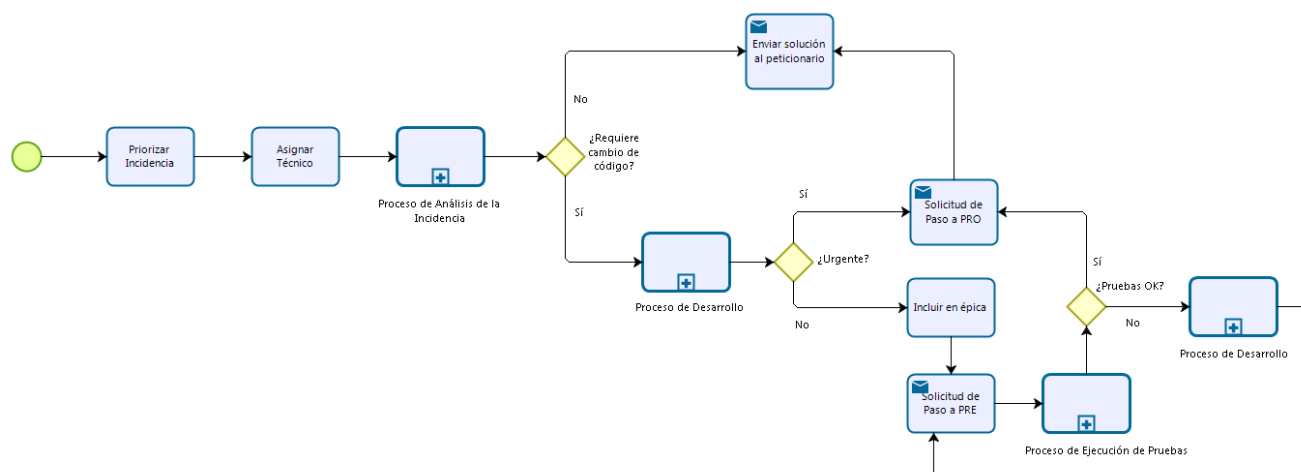 Enviar solución
al peticionario
No
Priorizar
Incidencia
Asignar
Técnico
¿Requiere
cambio de
código?
Proceso de Análisis de la
Incidencia
Sí
Sí
Solicitud de
Paso a PRO
Proceso de Desarrollo
¿Urgente?
No
Incluir en épica
Sí
¿Pruebas OK?
No
Proceso de Desarrollo
Solicitud de
Paso a PRE
Proceso de Ejecución de Pruebas